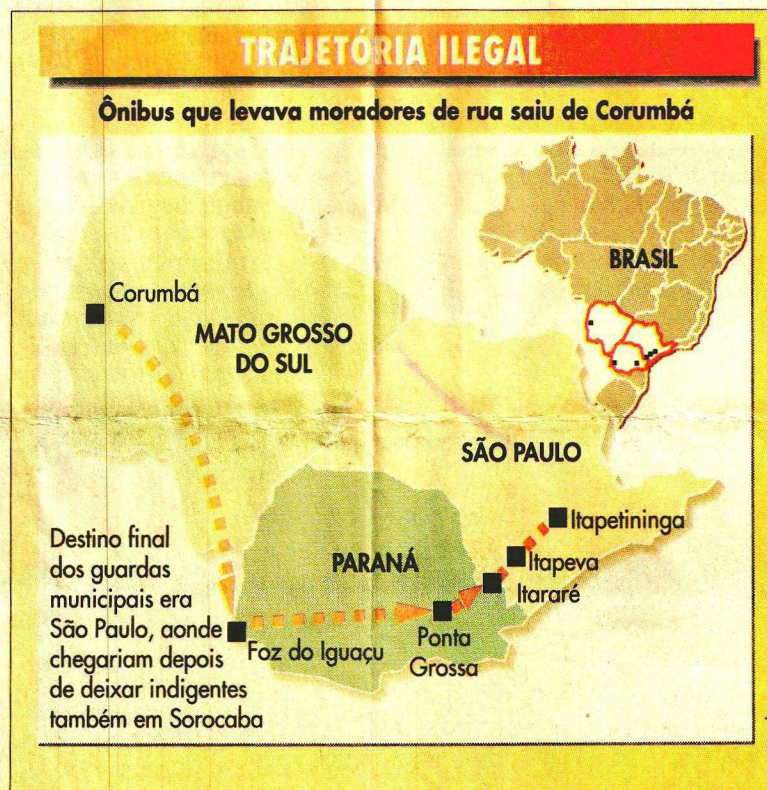 TRAJETÓRIA ILEGAL
Ônibus que levava moradores de rua saiu de Corumbá
BRASIL
Corumbá
MATO GROSSO
DO SUL
SÃO PAULO
Itapetininga
Itapeva
Itararé
PARANÁ
Ponta
Grossa
Foz do Iguaçu
Destino final
dos guardas
municipais era
São Paulo, aonde
chegariam depois
de deixar indigentes
também em Sorocaba